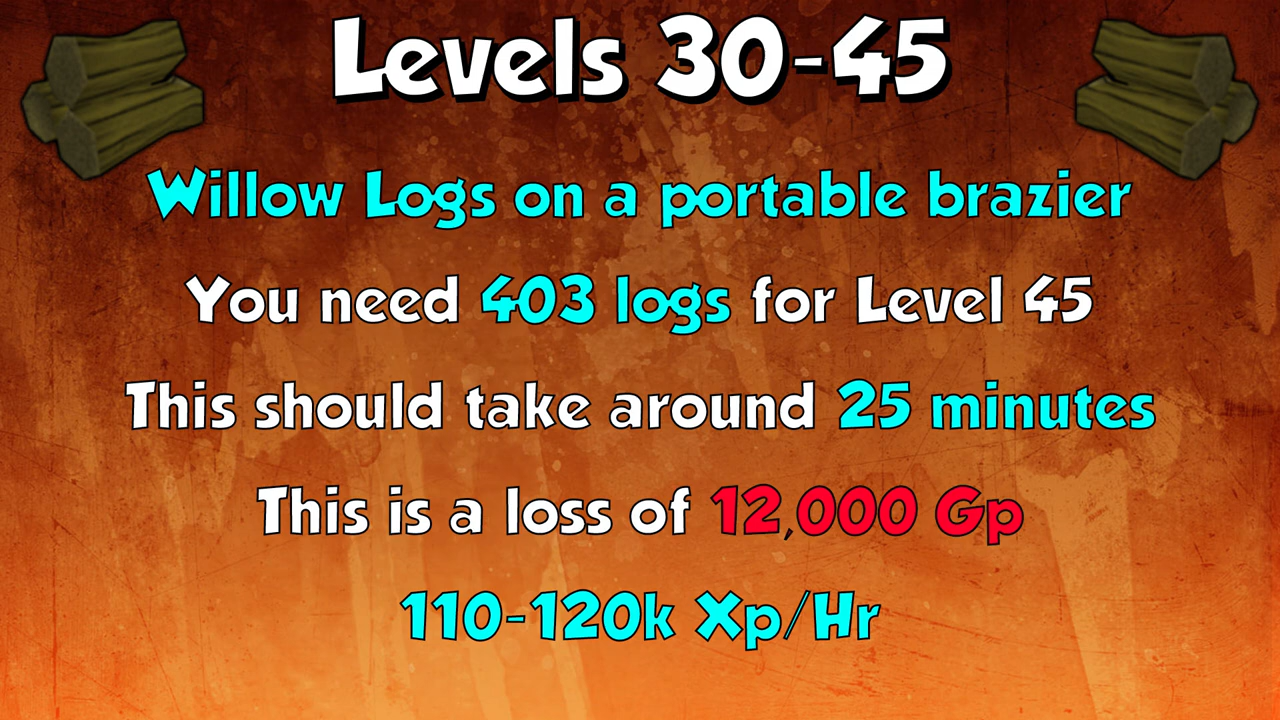 Levels 30-45
Willow Logs on a portable brazier
You need 403 logs for Level 45
This should take around 25 minutes
This is a loss of 12,000 Gp
110-120k Xp/Hr